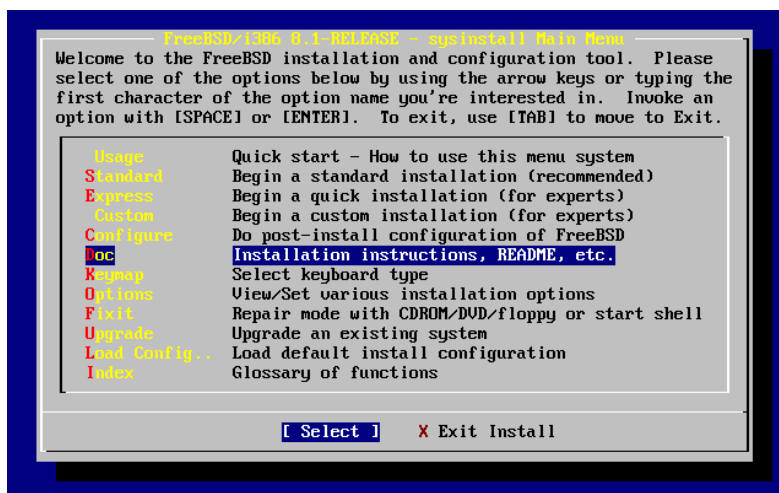 FreeBSD/i386 8.1-RELEASE - sysinstall Main Menu
Welcome to the FreeBSD installation and configuration tool.  Please
select one of the options below by using the arrow keys or typing the
first character of the option name you're interested in.  Invoke an
option with [SPACE] or [ENTER].  To exit, use [TAB] to move to Exit.
Usage Quick start - How to use this menu system
Standard Begin a standard installation (recommended)
Express Begin a quick installation (for experts)
Custom Begin a custom installation (for experts)
Configure Do post-install configuration of FreeBSD
Doc Installation instructions, README, etc.
Keymap Select keyboard type
Options View/Set various installation options
Fixit Repair mode with CDROM/DVD/floppy or start shell
Upgrade Upgrade an existing system
Load Config.. Load default install configuration
Index Glossary of functions
[ Select ] X Exit Install